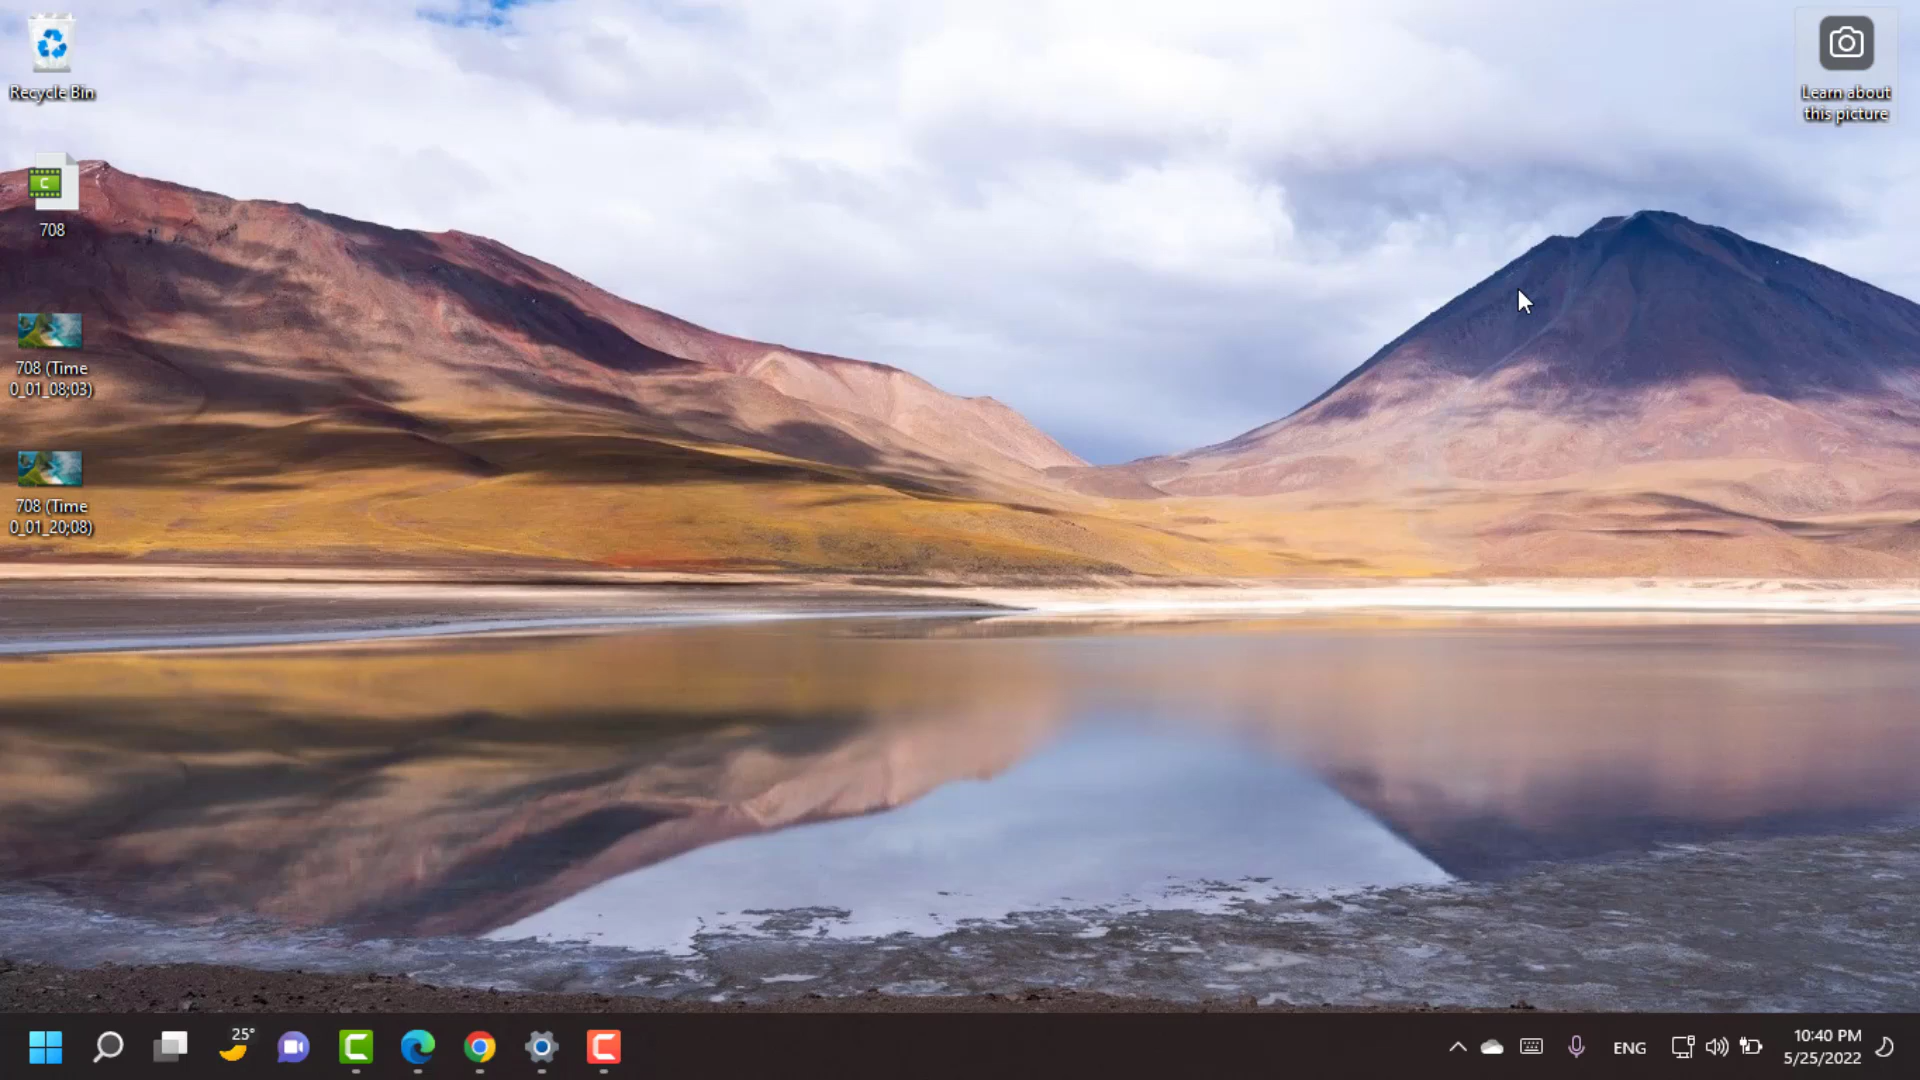 Recycle Bin
Learn about
this picture
C
708
708 (Time
0_01_08;03)
708 (Time
0_01_20;08)
25°
ENG
10:40 PM
5/25/2022